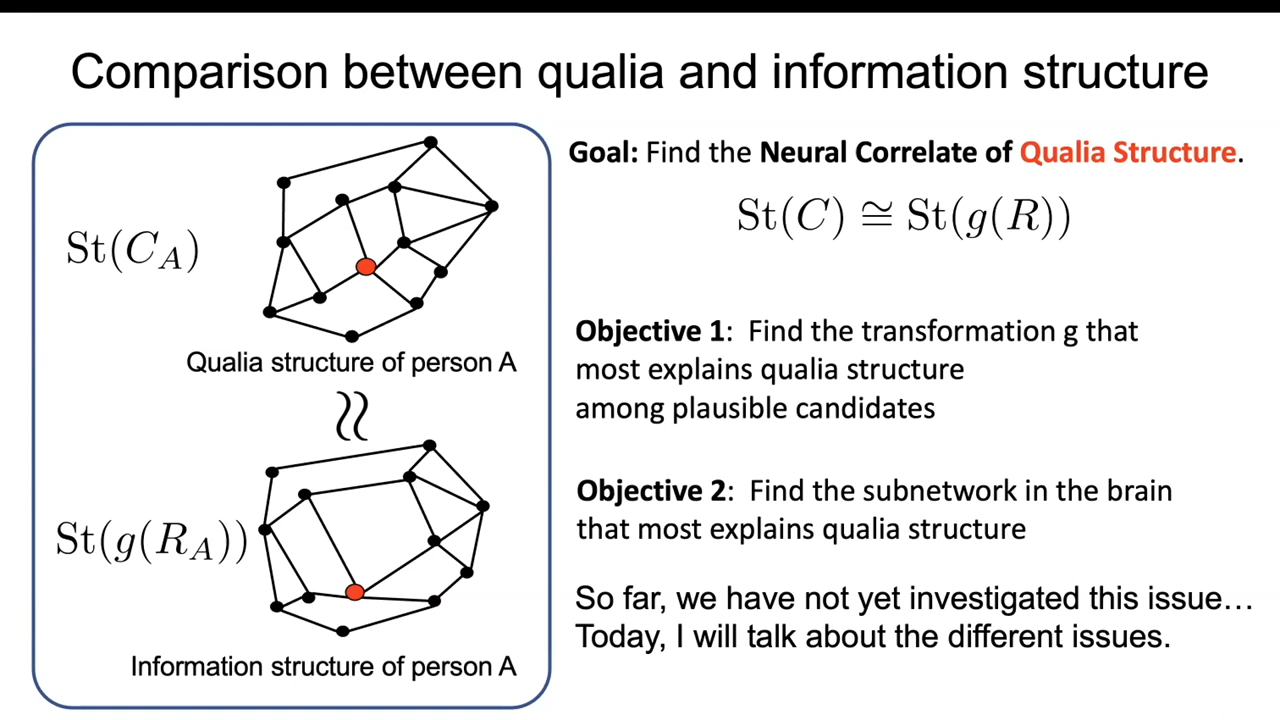 Comparison between qualia and information structure
St(C_A)
Qualia structure of person A
≈
St(g(R_A))
Information structure of person A
Goal: Find the Neural Correlate of Qualia Structure.
St(C) ≅ St(g(R))
Objective 1: Find the transformation g that
most explains qualia structure
among plausible candidates
Objective 2: Find the subnetwork in the brain
that most explains qualia structure
So far, we have not yet investigated this issue…
Today, I will talk about the different issues.